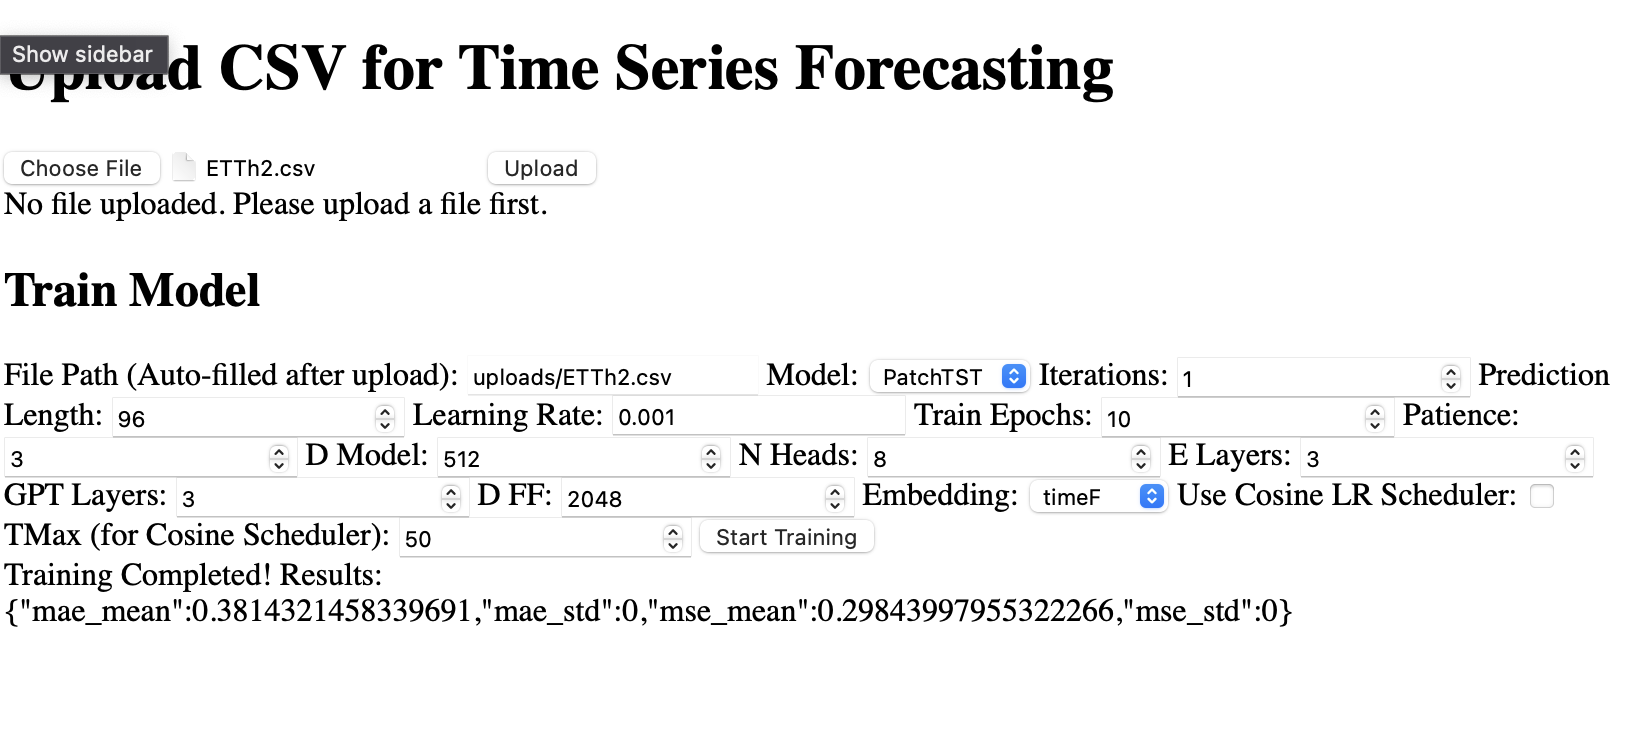 Show sidebar
Upload CSV for Time Series Forecasting
Choose File ETTh2.csv Upload
No file uploaded. Please upload a file first.
Train Model
File Path (Auto-filled after upload): uploads/ETTh2.csv Model: PatchTST Iterations: 1 Prediction
Length: 96 Learning Rate: 0.001 Train Epochs: 10 Patience:
3 D Model: 512 N Heads: 8 E Layers: 3
GPT Layers: 3 D FF: 2048 Embedding: timeF Use Cosine LR Scheduler:
TMax (for Cosine Scheduler): 50 Start Training
Training Completed! Results:
{"mae_mean":0.3814321458339691,"mae_std":0,"mse_mean":0.29843997955322266,"mse_std":0}